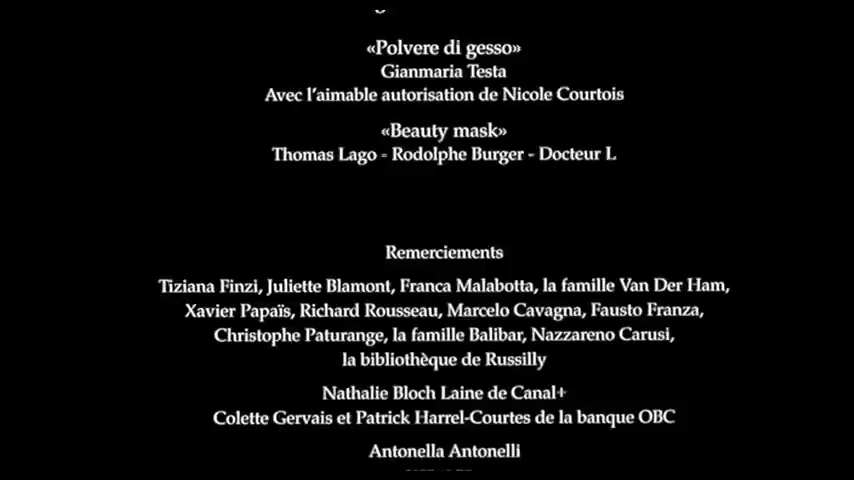 «Polvere di gesso»
Gianmaria Testa
Avec l'aimable autorisation de Nicole Courtois
«Beauty mask»
Thomas Lago - Rodolphe Burger - Docteur L
Remerciements
Tiziana Finzi, Juliette Blamont, Franca Malabotta, la famille Van Der Ham,
Xavier Papaïs, Richard Rousseau, Marcelo Cavagna, Fausto Franza,
Christophe Paturange, la famille Balibar, Nazzareno Carusi,
la bibliothèque de Russilly
Nathalie Bloch Laine de Canal+
Colette Gervais et Patrick Harrel-Courtes de la banque OBC
Antonella Antonelli